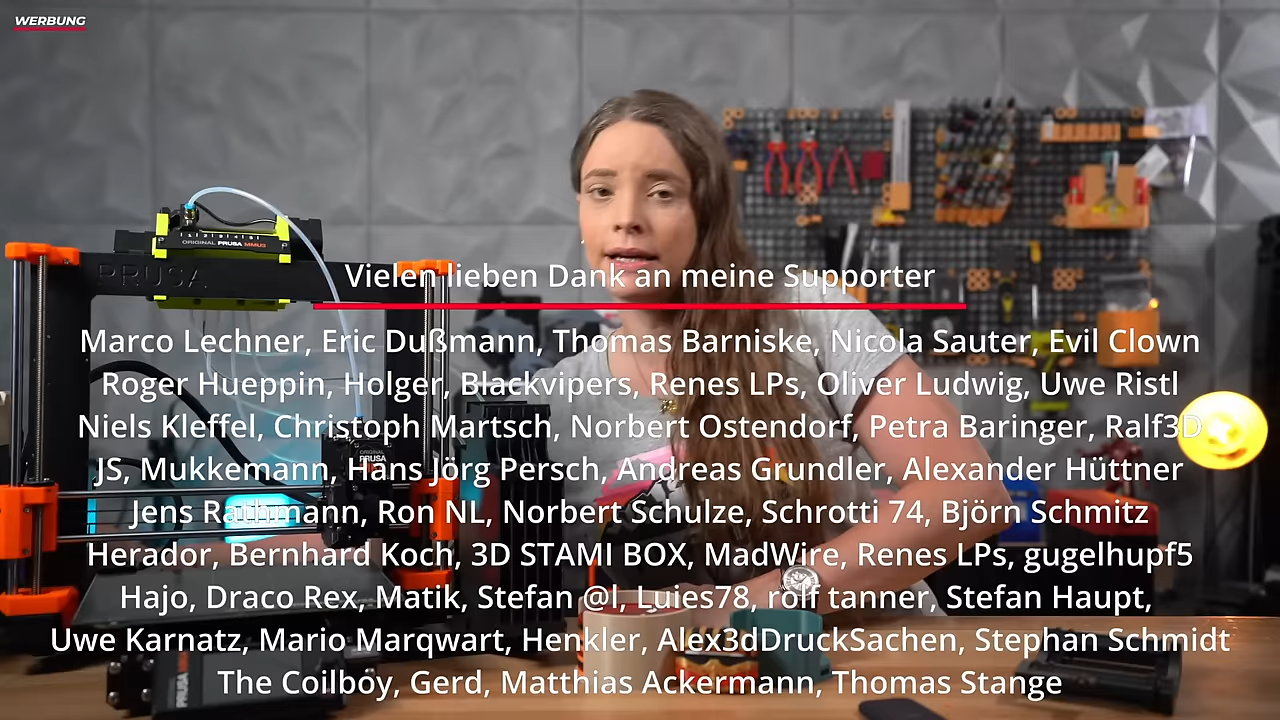 WERBUNG
ORIGINAL PRUSA MMU3
PRUSA
Vielen lieben Dank an meine Supporter
Marco Lechner, Eric Dußmann, Thomas Barniske, Nicola Sauter, Evil Clown
Roger Hueppin, Holger, Blackvipers, Renes LPs, Oliver Ludwig, Uwe Ristl
Niels Kleffel, Christoph Martsch, Norbert Ostendorf, Petra Baringer, Ralf3D
ORIGINAL
PRUSA
JS, Mukkemann, Hans Jörg Persch, Andreas Grundler, Alexander Hüttner
Jens Rathmann, Ron NL, Norbert Schulze, Schrotti 74, Björn Schmitz
Herador, Bernhard Koch, 3D STAMI BOX, MadWire, Renes LPs, gugelhupf5
Hajo, Draco Rex, Matik, Stefan @l, Luies78, rolf tanner, Stefan Haupt,
Uwe Karnatz, Mario Marqwart, Henkler, Alex3dDruckSachen, Stephan Schmidt
The Coilboy, Gerd, Matthias Ackermann, Thomas Stange
PRUSA